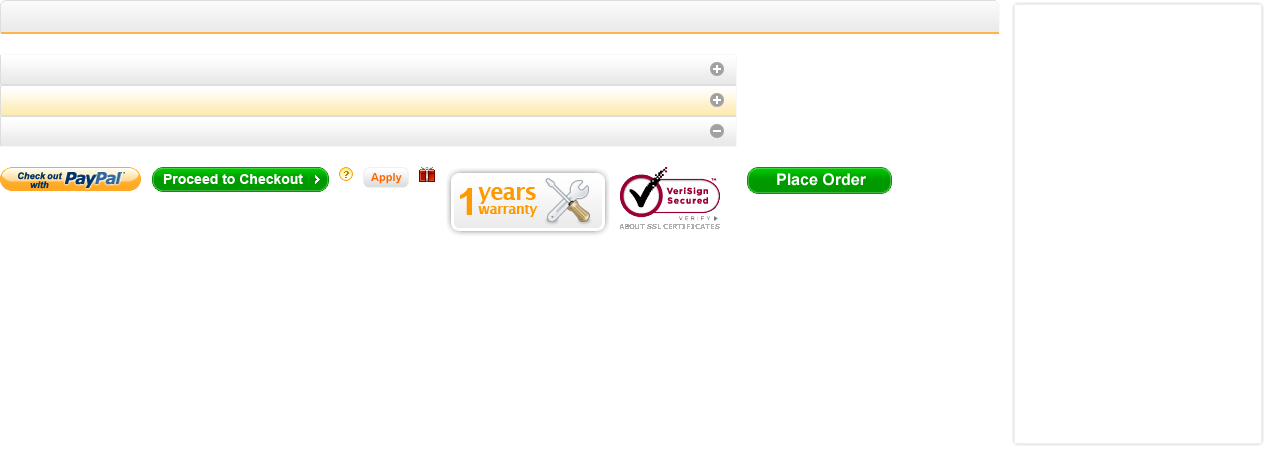 Check out
with PayPal
Proceed to Checkout
?
Apply
1 years
warranty
VeriSign
Secured
™
VERIFY
ABOUT SSL CERTIFICATES
Place Order